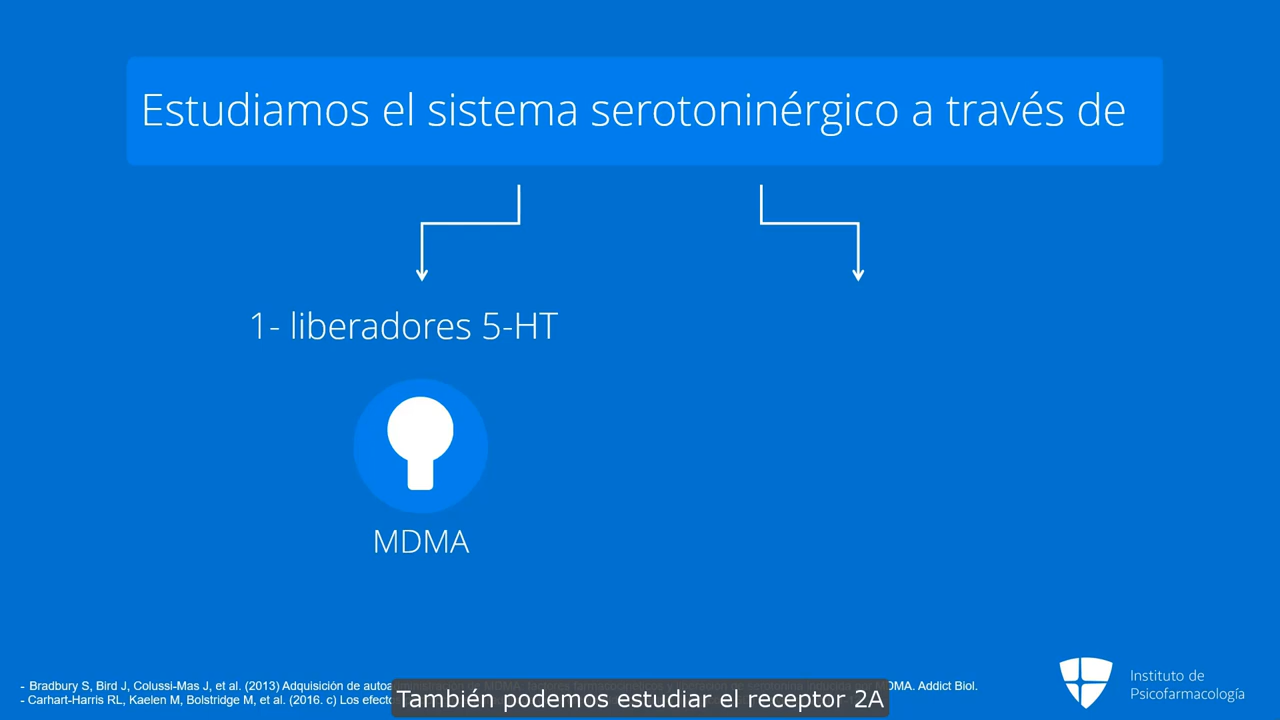 Estudiamos el sistema serotoninérgico a través de
1- liberadores 5-HT
MDMA
- Bradbury S, Bird J, Colussi-Mas J, et al. (2013) Adquisición de autoa DMA. Addict Biol.
- Carhart-Harris RL, Kaelen M, Bolstridge M, et al. (2016. c) Los efecto
También podemos estudiar el receptor 2A
Instituto de
Psicofarmacología